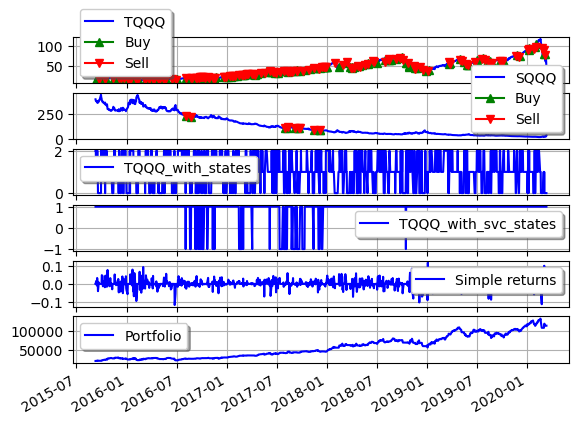 TQQQ
Buy
Sell
100
50
SQQQ
Buy
Sell
250
0
TQQQ_with_states
2
0
TQQQ_with_svc_states
1
0
−1
Simple returns
0.1
0.0
−0.1
Portfolio
100000
50000
2015-07
2016-01
2016-07
2017-01
2017-07
2018-01
2018-07
2019-01
2019-07
2020-01